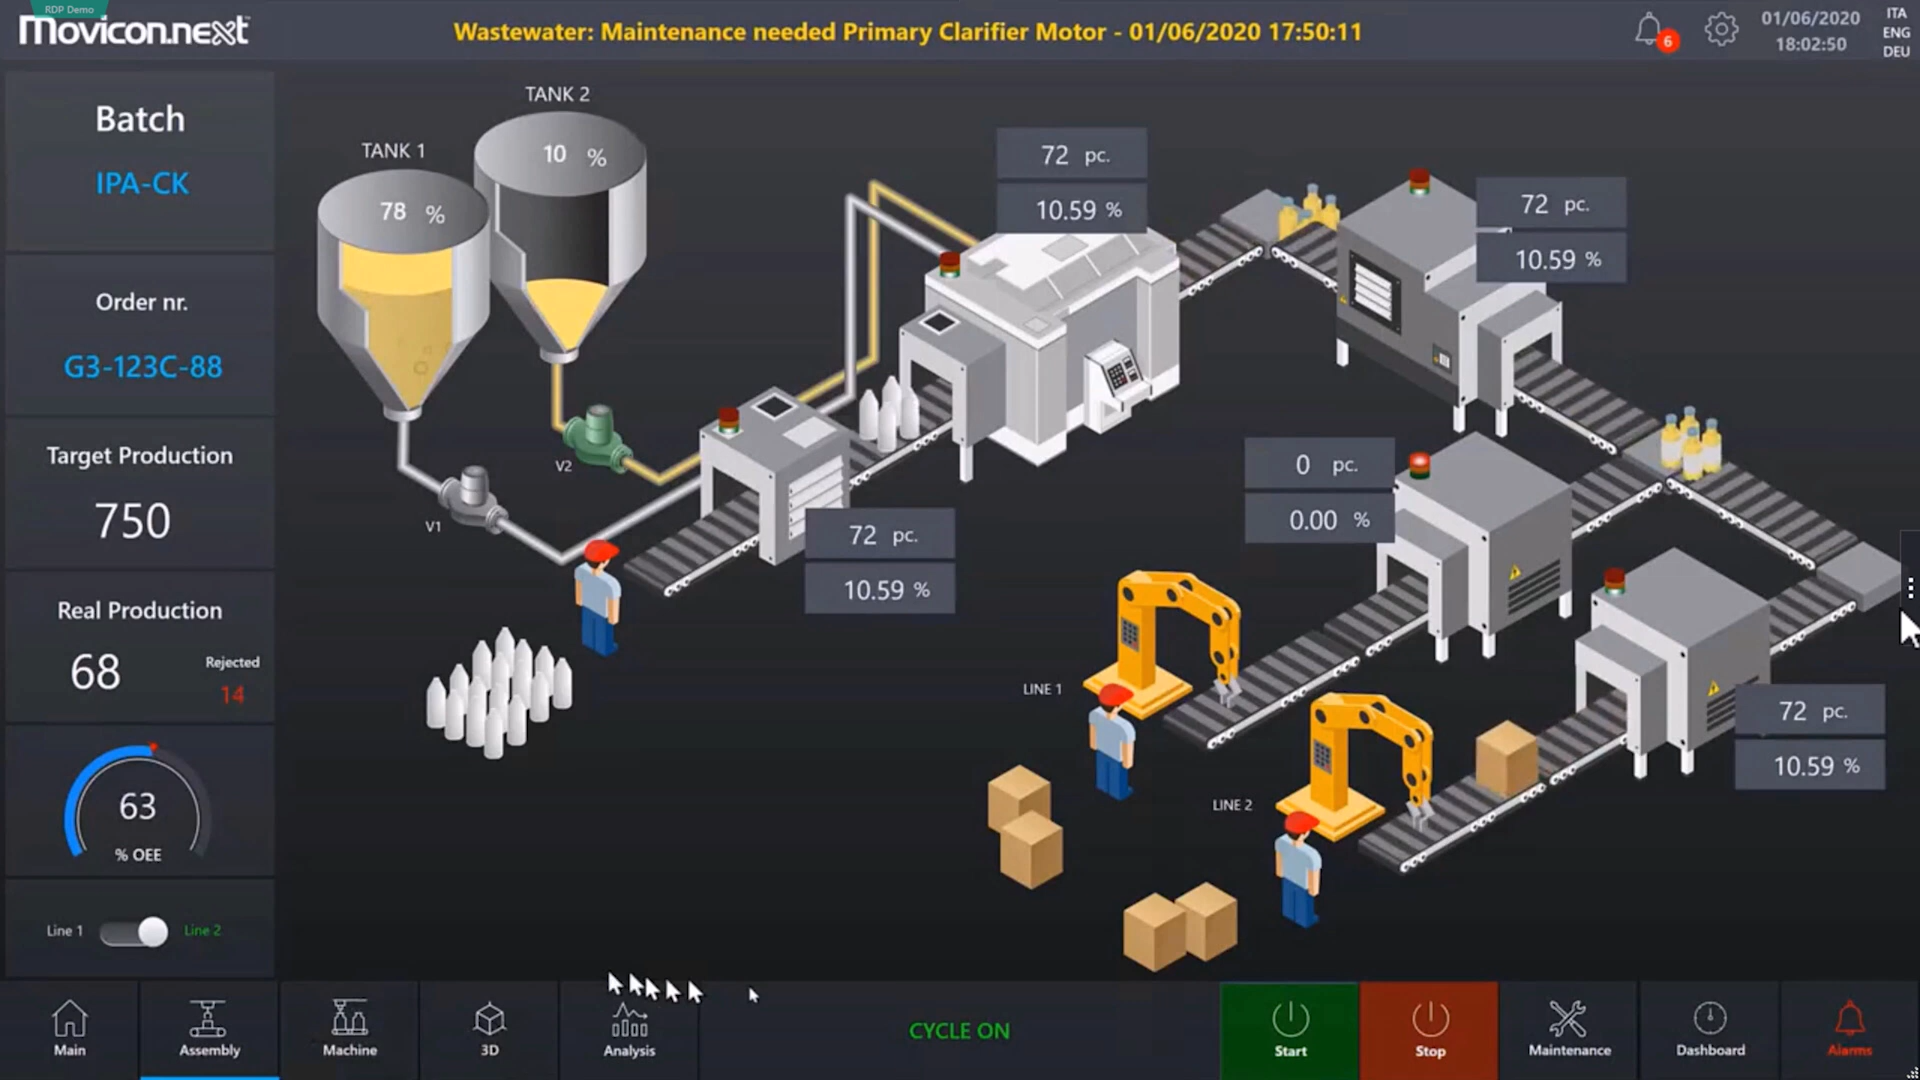 RDP Demo
Movicon.neXt
Wastewater: Maintenance needed Primary Clarifier Motor - 01/06/2020 17:50:11
6
01/06/2020
18:02:50
ITA
ENG
DEU
Batch
IPA-CK
Order nr.
G3-123C-88
Target Production
750
Real Production
68
Rejected
14
63
% OEE
Line 1
Line 2
TANK 1
78 %
TANK 2
10 %
V1
V2
72 pc.
10.59 %
72 pc.
10.59 %
72 pc.
10.59 %
0 pc.
0.00 %
72 pc.
10.59 %
LINE 1
LINE 2
Main
Assembly
Machine
3D
Analysis
CYCLE ON
Start
Stop
Maintenance
Dashboard
Alarms